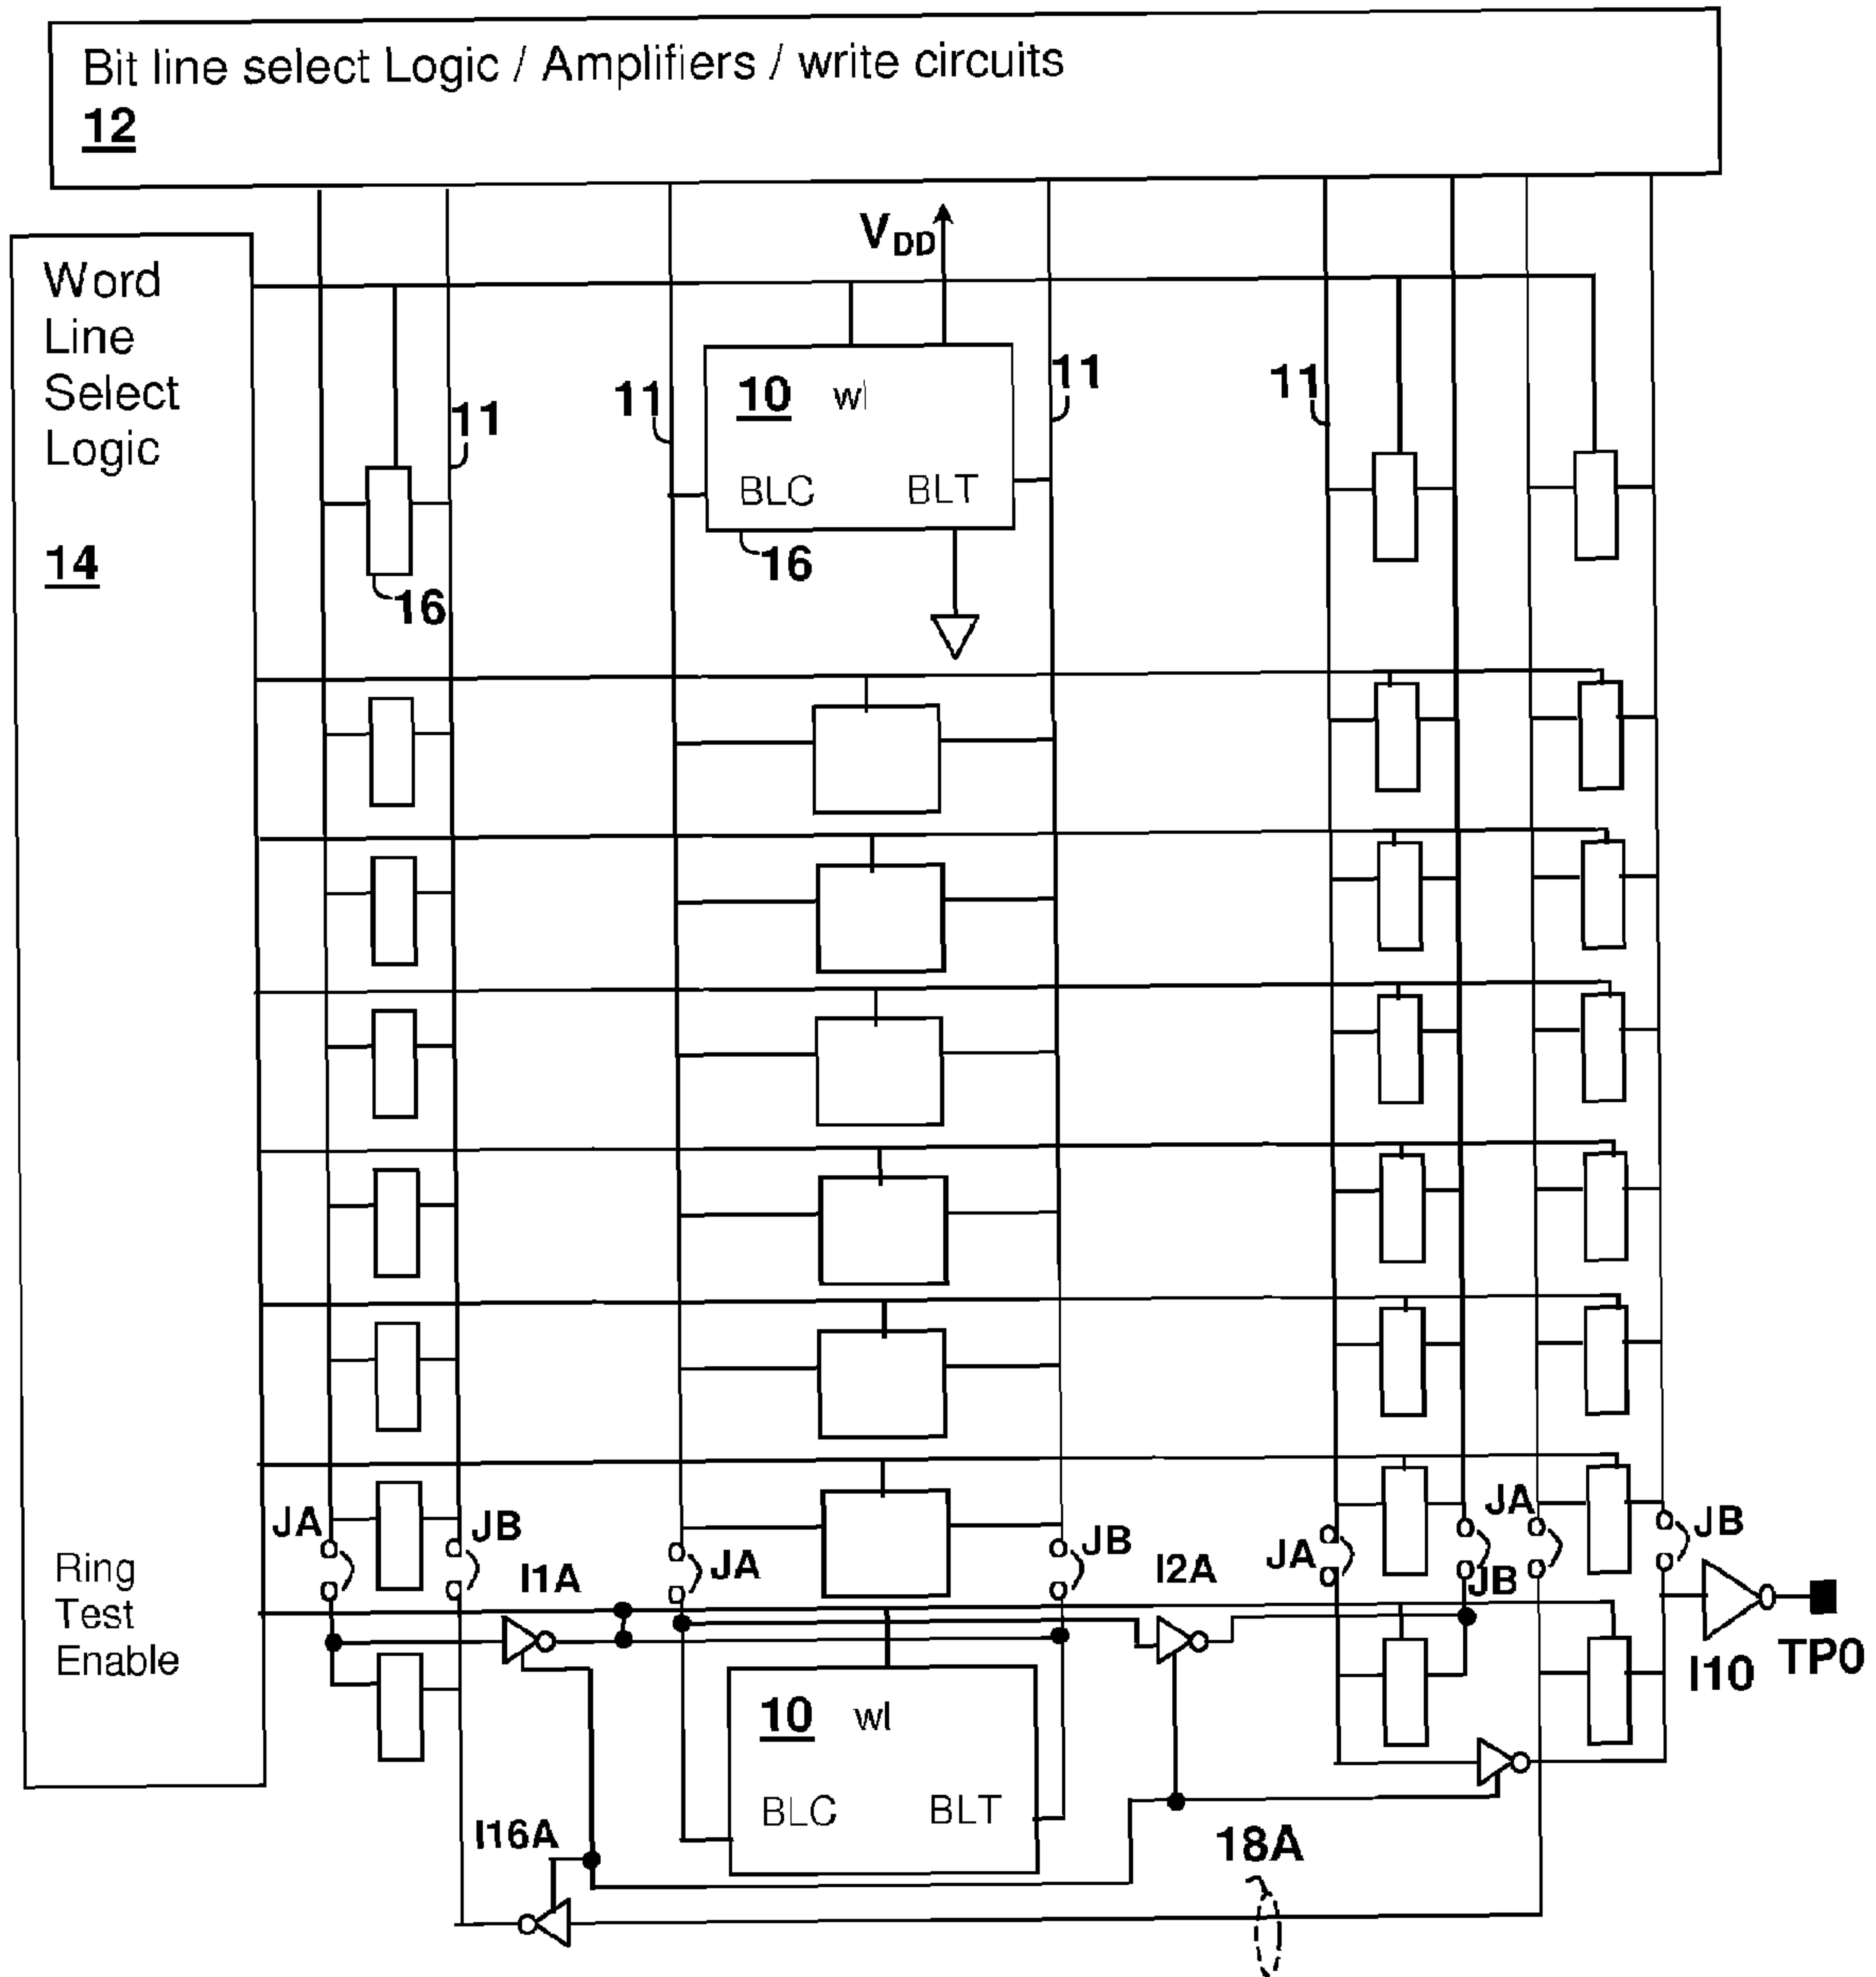 Bit line select Logic / Amplifiers / write circuits
12
Word
Line
Select
Logic
14
VDD
11
11
11
11
10 wl
BLC BLT
16
16
JA
JB
JA
JB
JA
JB
JA
JB
I1A
I2A
Ring
Test
Enable
I10
TP0
10 wl
BLC BLT
I16A
18A